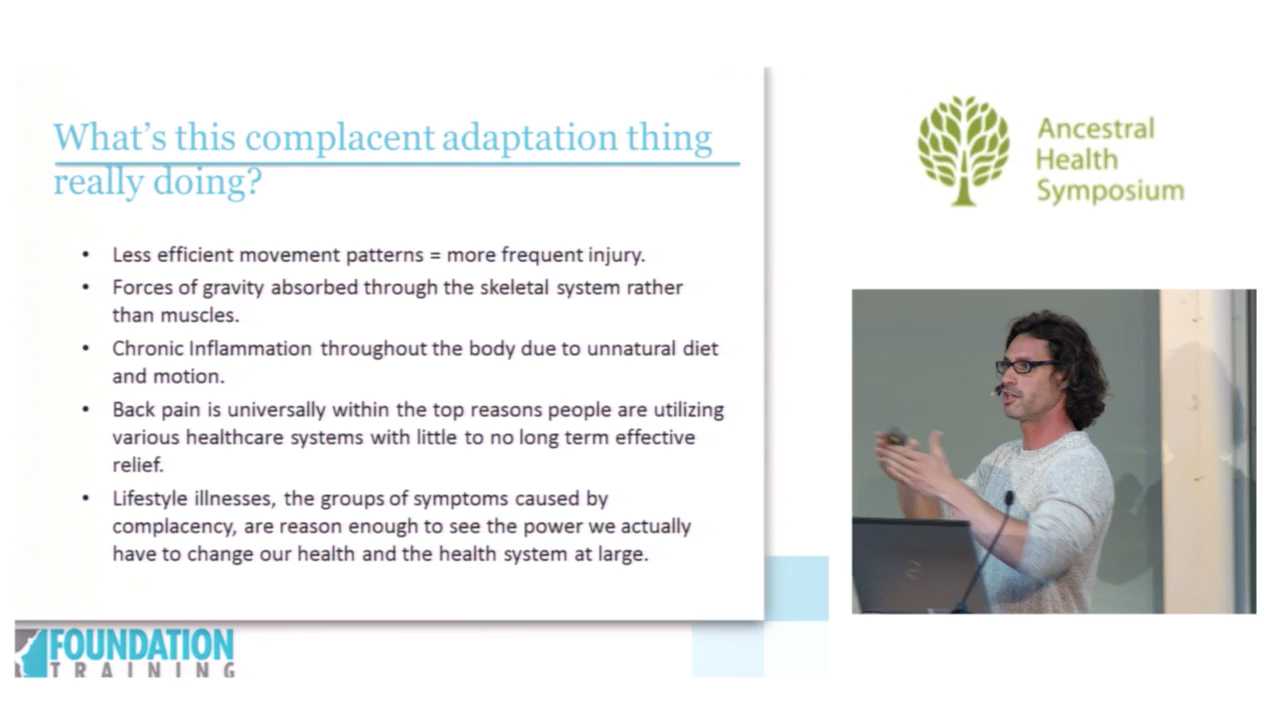 What's this complacent adaptation thing
really doing?
• Less efficient movement patterns = more frequent injury.
• Forces of gravity absorbed through the skeletal system rather
than muscles.
• Chronic Inflammation throughout the body due to unnatural diet
and motion.
• Back pain is universally within the top reasons people are utilizing
various healthcare systems with little to no long term effective
relief.
• Lifestyle illnesses, the groups of symptoms caused by
complacency, are reason enough to see the power we actually
have to change our health and the health system at large.
FOUNDATION
TRAINING
Ancestral
Health
Symposium